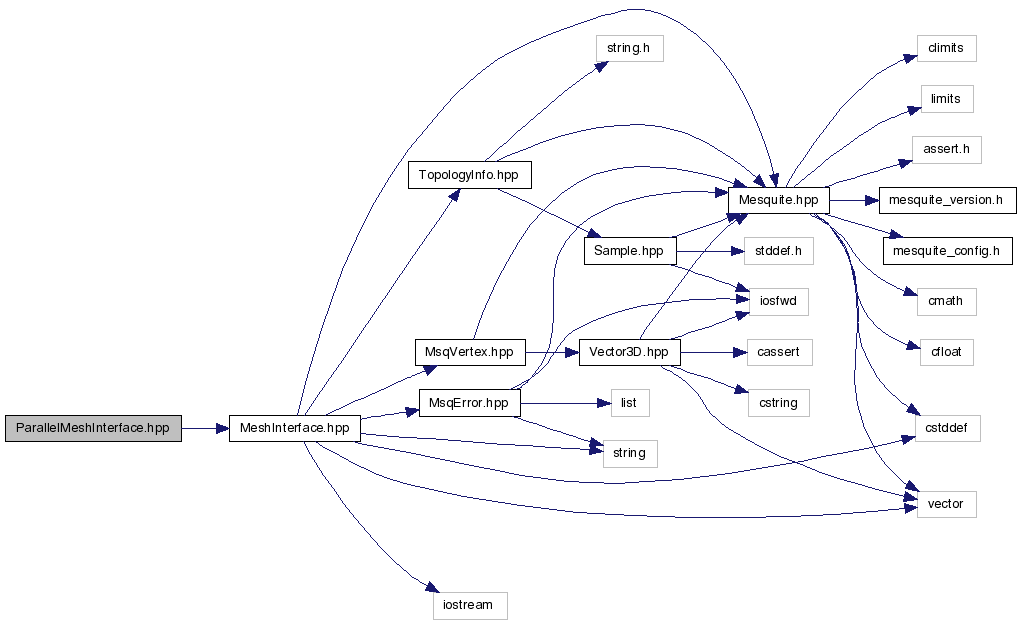 climits
string.h
limits
assert.h
TopologyInfo.hpp
Mesquite.hpp
mesquite_version.h
Sample.hpp
stddef.h
mesquite_config.h
iosfwd
cmath
MsqVertex.hpp
Vector3D.hpp
cassert
cfloat
MsqError.hpp
list
cstring
ParallelMeshInterface.hpp
MeshInterface.hpp
cstddef
string
vector
iostream